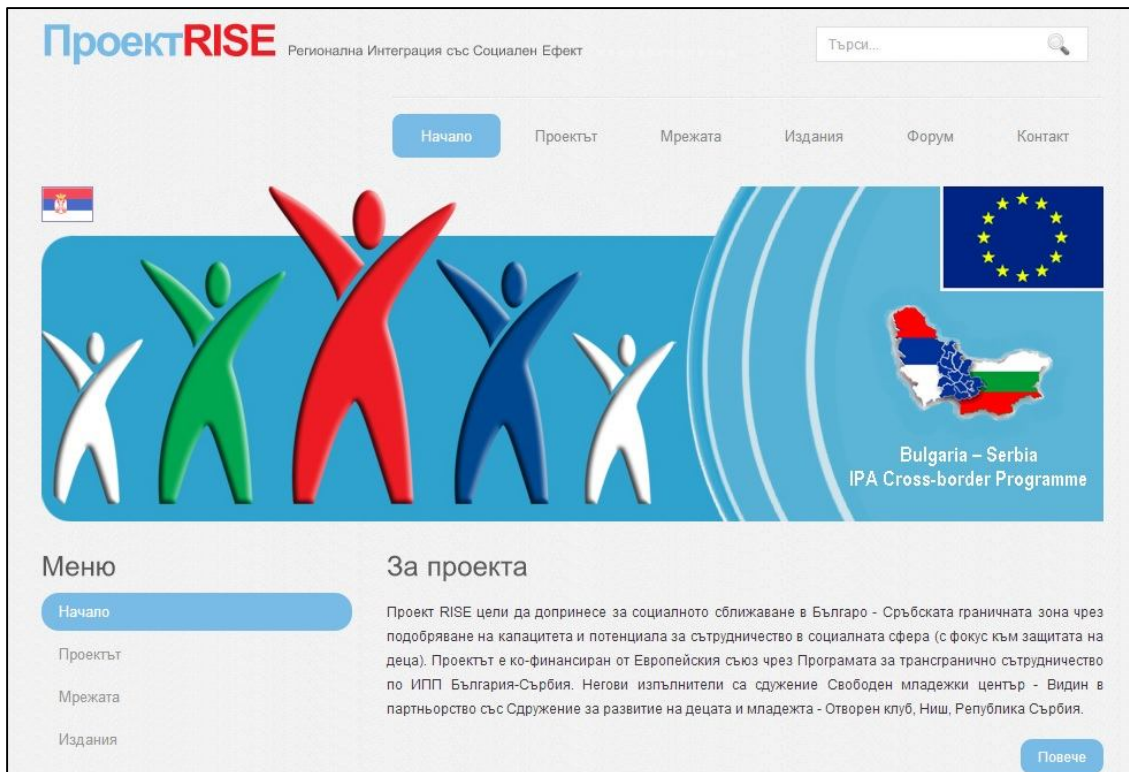 ПроектRISE Регионална Интеграция със Социален Ефект
Търси...
Начало Проектът Мрежата Издания Форум Контакт
Bulgaria – Serbia
IPA Cross-border Programme
Меню
Начало
Проектът
Мрежата
Издания
За проекта
Проект RISE цели да допринесе за социалното сближаване в Българо - Сръбската граничната зона чрез
подобряване на капацитета и потенциала за сътрудничество в социалната сфера (с фокус към защитата на
деца). Проектът е ко-финансиран от Европейския съюз чрез Програмата за трансгранично сътрудничество
по ИПП България-Сърбия. Негови изпълнители са сдужение Свободен младежки център - Видин в
партньорство със Сдружение за развитие на децата и младежта - Отворен клуб, Ниш, Република Сърбия.
Повече